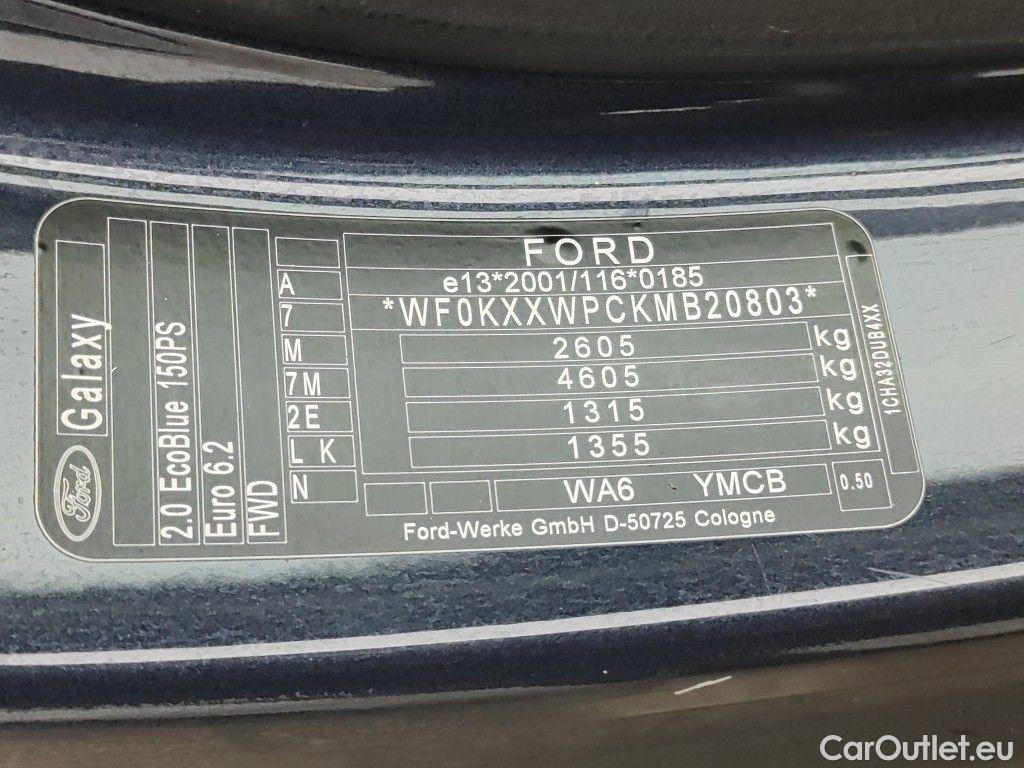 FORD
e13*2001/116*0185
*WF0KXXWPCKMB20803*
2605 kg
4605 kg
1315 kg
1355 kg
WA6 YMCB
0.50
Ford-Werke GmbH D-50725 Cologne
1CHA32DUB4XX
A
7
M
7M
2E
L K
N
Galaxy
Ford
2.0 EcoBlue 150PS
Euro 6.2
FWD
CarOutlet.eu